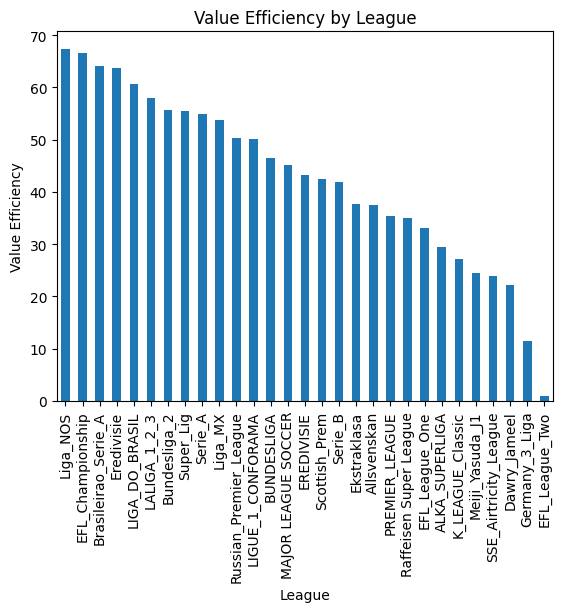 Value Efficiency by League
Value Efficiency
70
60
50
40
30
20
10
0
Liga_NOS
EFL_Championship
Brasileirao_Serie_A
Eredivisie
LIGA_DO_BRASIL
LALIGA_1_2_3
Bundesliga_2
Super_Lig
Serie_A
Liga_MX
Russian_Premier_League
LIGUE_1_CONFORAMA
BUNDESLIGA
MAJOR LEAGUE SOCCER
EREDIVISIE
Scottish_Prem
Serie_B
Ekstraklasa
Allsvenskan
PREMIER_LEAGUE
Raiffeisen Super League
EFL_League_One
ALKA_SUPERLIGA
K_LEAGUE_Classic
Meiji_Yasuda_J1
SSE_Airtricity_League
Dawry_Jameel
Germany_3_Liga
EFL_League_Two
League